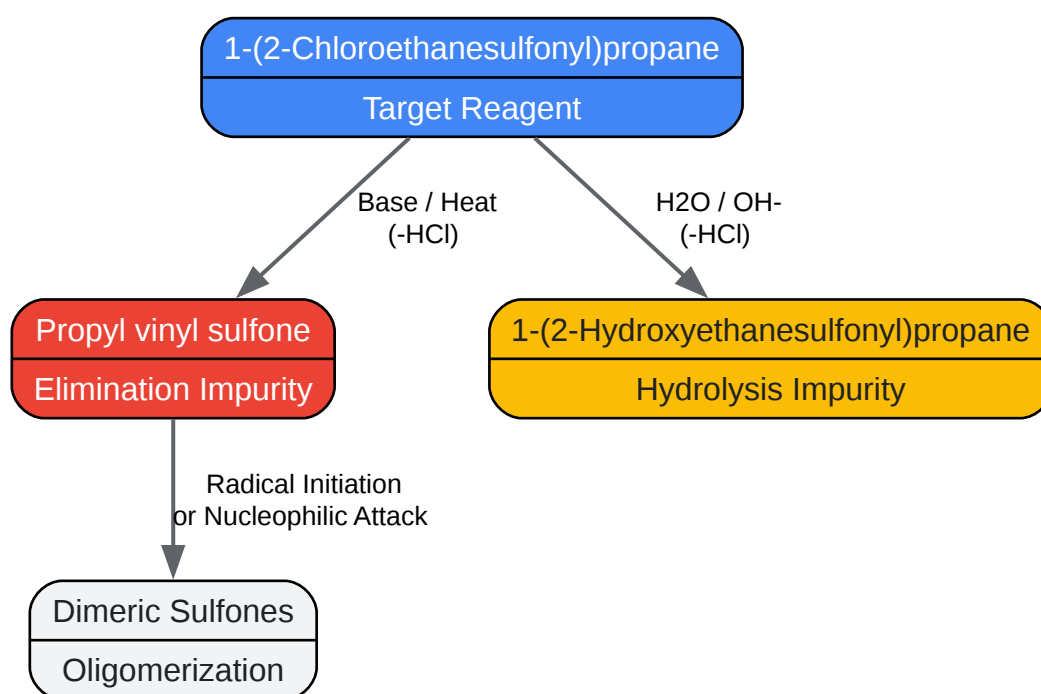 1-(2-Chloroethanesulfonyl)propane
Target Reagent
Base / Heat
(-HCl)
H2O / OH-
(-HCl)
Propyl vinyl sulfone
Elimination Impurity
1-(2-Hydroxyethanesulfonyl)propane
Hydrolysis Impurity
Radical Initiation
or Nucleophilic Attack
Dimeric Sulfones
Oligomerization